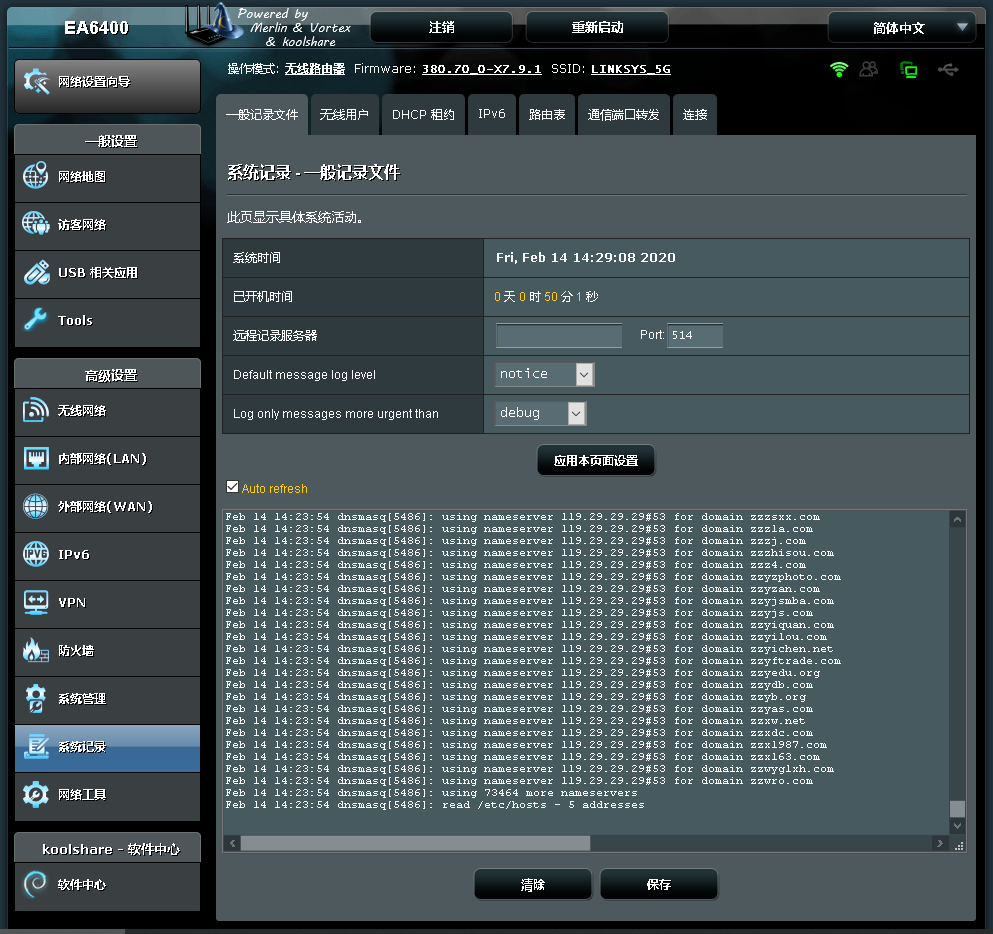 EA6400
Powered by
Merlin & Vortex
& koolshare
注销
重新启动
简体中文
操作模式: 无线路由器 Firmware: 380.70_0-X7.9.1 SSID: LINKSYS_5G
网络设置向导
一般设置
网络地图
访客网络
USB 相关应用
Tools
高级设置
无线网络
内部网络(LAN)
外部网络(WAN)
IPv6
VPN
防火墙
系统管理
系统记录
网络工具
koolshare - 软件中心
软件中心
一般记录文件
无线用户
DHCP 租约
IPv6
路由表
通信端口转发
连接
系统记录 - 一般记录文件
此页显示具体系统活动。
系统时间 Fri, Feb 14 14:29:08 2020
已开机时间 0 天 0 时 50 分 1 秒
远程记录服务器 Port: 514
Default message log level notice
Log only messages more urgent than debug
应用本页面设置
Auto refresh
Feb 14 14:23:54 dnsmasq[5486]: using nameserver 119.29.29.29#53 for domain zzzsxx.com
Feb 14 14:23:54 dnsmasq[5486]: using nameserver 119.29.29.29#53 for domain zzzla.com
Feb 14 14:23:54 dnsmasq[5486]: using nameserver 119.29.29.29#53 for domain zzzj.com
Feb 14 14:23:54 dnsmasq[5486]: using nameserver 119.29.29.29#53 for domain zzzhisou.com
Feb 14 14:23:54 dnsmasq[5486]: using nameserver 119.29.29.29#53 for domain zzz4.com
Feb 14 14:23:54 dnsmasq[5486]: using nameserver 119.29.29.29#53 for domain zzyzphoto.com
Feb 14 14:23:54 dnsmasq[5486]: using nameserver 119.29.29.29#53 for domain zzyzan.com
Feb 14 14:23:54 dnsmasq[5486]: using nameserver 119.29.29.29#53 for domain zzyjsmba.com
Feb 14 14:23:54 dnsmasq[5486]: using nameserver 119.29.29.29#53 for domain zzyjs.com
Feb 14 14:23:54 dnsmasq[5486]: using nameserver 119.29.29.29#53 for domain zzyiquan.com
Feb 14 14:23:54 dnsmasq[5486]: using nameserver 119.29.29.29#53 for domain zzyilou.com
Feb 14 14:23:54 dnsmasq[5486]: using nameserver 119.29.29.29#53 for domain zzyichen.net
Feb 14 14:23:54 dnsmasq[5486]: using nameserver 119.29.29.29#53 for domain zzyftrade.com
Feb 14 14:23:54 dnsmasq[5486]: using nameserver 119.29.29.29#53 for domain zzyedu.org
Feb 14 14:23:54 dnsmasq[5486]: using nameserver 119.29.29.29#53 for domain zzydb.com
Feb 14 14:23:54 dnsmasq[5486]: using nameserver 119.29.29.29#53 for domain zzyb.org
Feb 14 14:23:54 dnsmasq[5486]: using nameserver 119.29.29.29#53 for domain zzyas.com
Feb 14 14:23:54 dnsmasq[5486]: using nameserver 119.29.29.29#53 for domain zzxw.net
Feb 14 14:23:54 dnsmasq[5486]: using nameserver 119.29.29.29#53 for domain zzxdc.com
Feb 14 14:23:54 dnsmasq[5486]: using nameserver 119.29.29.29#53 for domain zzx1987.com
Feb 14 14:23:54 dnsmasq[5486]: using nameserver 119.29.29.29#53 for domain zzx163.com
Feb 14 14:23:54 dnsmasq[5486]: using nameserver 119.29.29.29#53 for domain zzwyglxh.com
Feb 14 14:23:54 dnsmasq[5486]: using nameserver 119.29.29.29#53 for domain zzwro.com
Feb 14 14:23:54 dnsmasq[5486]: using 73464 more nameservers
Feb 14 14:23:54 dnsmasq[5486]: read /etc/hosts - 5 addresses
清除
保存